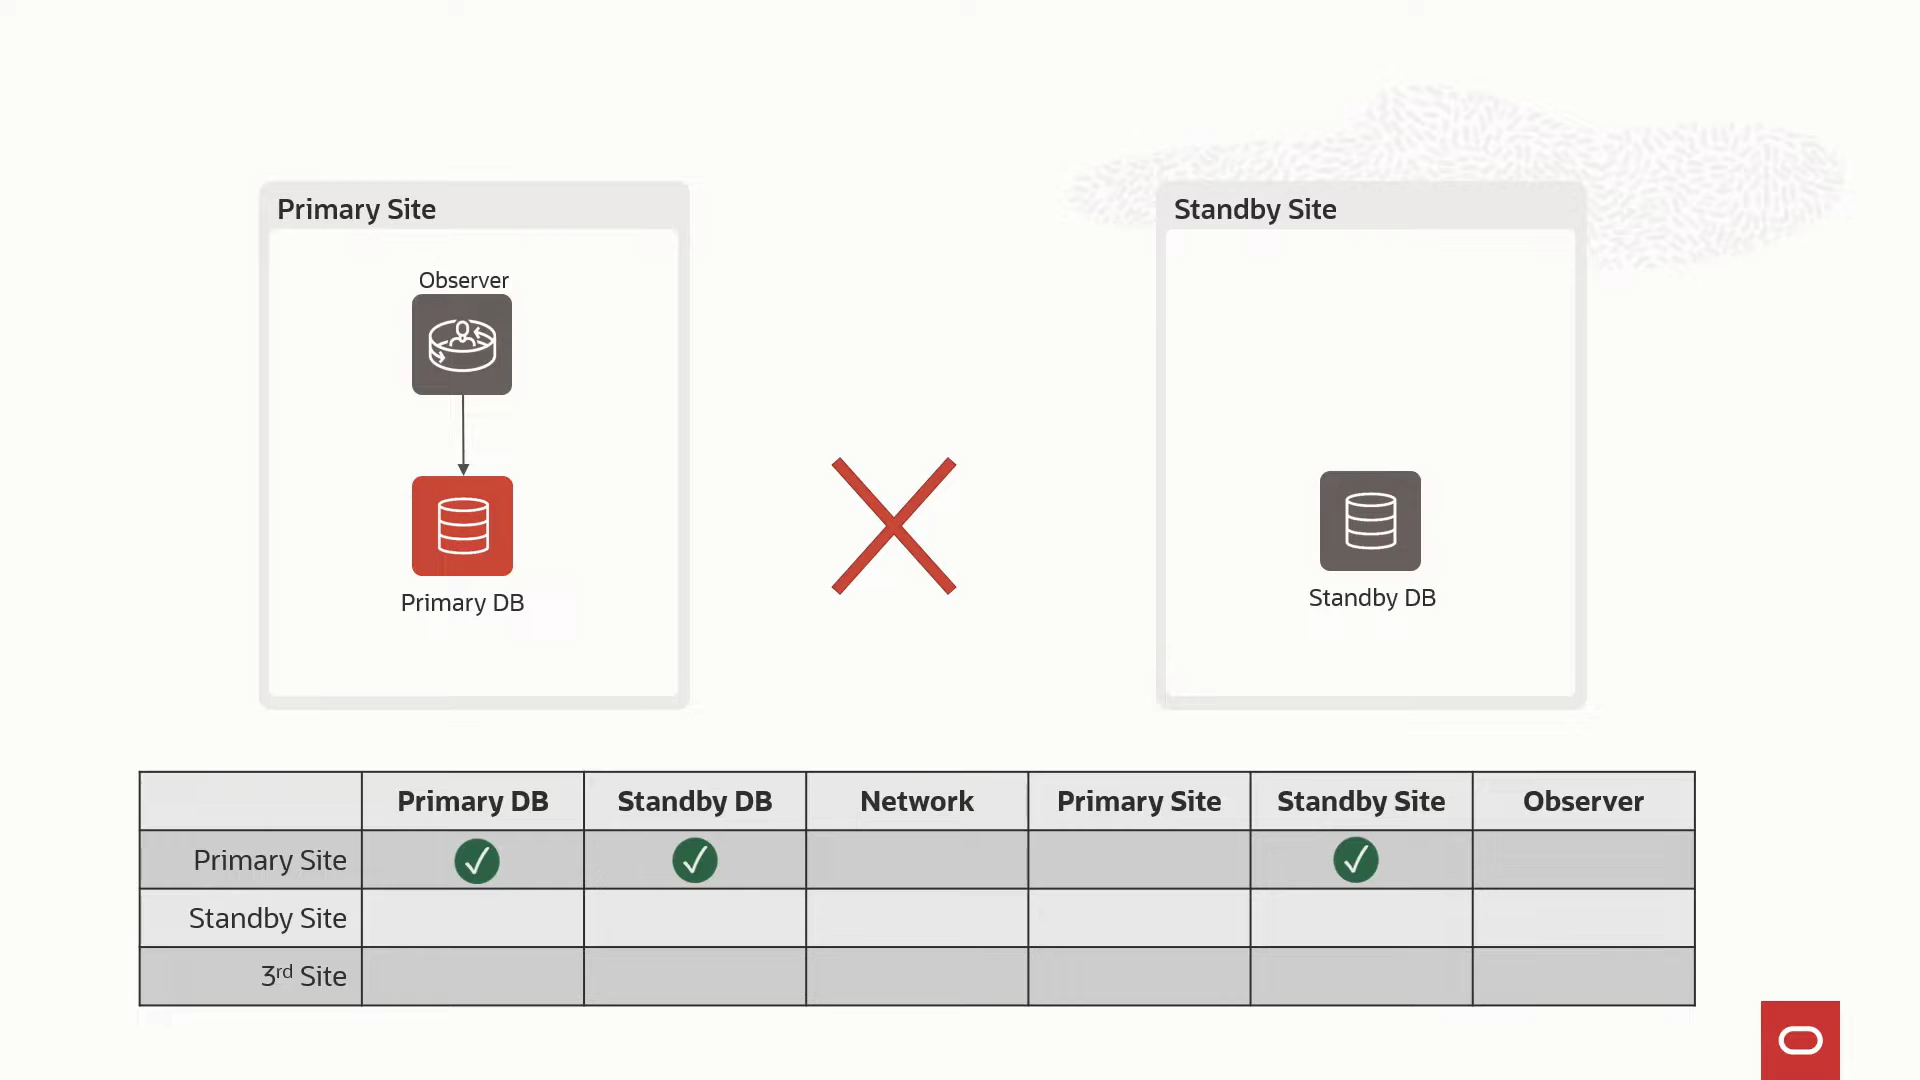 Primary Site
Observer
Primary DB
Standby Site
Standby DB
Primary DB Standby DB Network Primary Site Standby Site Observer
Primary Site
Standby Site
3rd Site